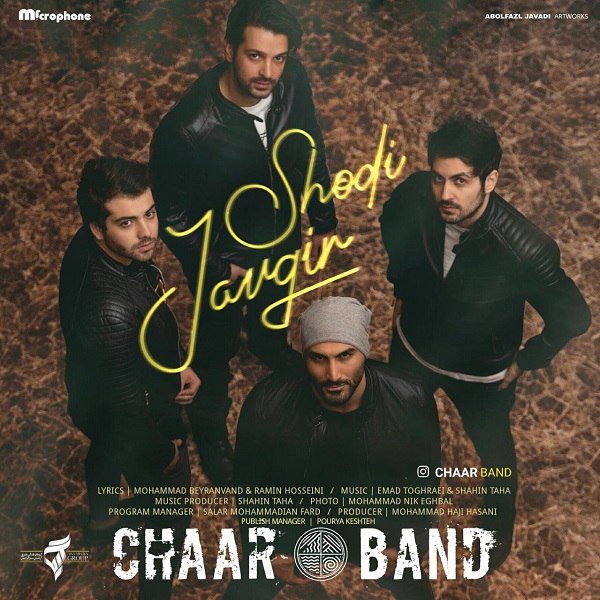 Microphone
ABOLFAZL JAVADI ARTWORKS
Shodi
Javgir
CHAAR BAND
LYRICS | MOHAMMAD BEYRANVAND & RAMIN HOSSEINI / MUSIC | EMAD TOGHRAEI & SHAHIN TAHA
MUSIC PRODUCER | SHAHIN TAHA / PHOTO | MOHAMMAD NIK EGHBAL
PROGRAM MANAGER | SALAR MOHAMMADIAN FARD / PRODUCER | MOHAMMAD HAJI HASANI
PUBLISH MANAGER | POURYA KESHTEH
GROUP
CHAAR BAND